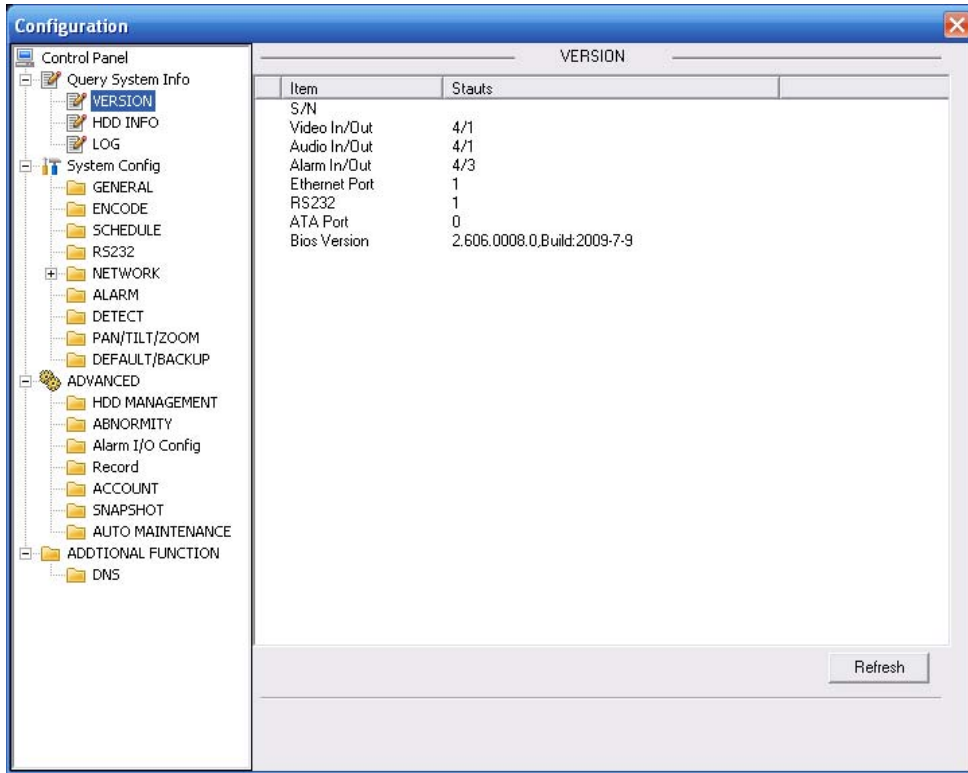 Configuration
Control Panel
Query System Info
VERSION
HDD INFO
LOG
System Config
GENERAL
ENCODE
SCHEDULE
RS232
NETWORK
ALARM
DETECT
PAN/TILT/ZOOM
DEFAULT/BACKUP
ADVANCED
HDD MANAGEMENT
ABNORMITY
Alarm I/O Config
Record
ACCOUNT
SNAPSHOT
AUTO MAINTENANCE
ADDTIONAL FUNCTION
DNS
VERSION
Item Stauts
S/N
Video In/Out 4/1
Audio In/Out 4/1
Alarm In/Out 4/3
Ethernet Port 1
RS232 1
ATA Port 0
Bios Version 2.606.0008.0,Build:2009-7-9
Refresh